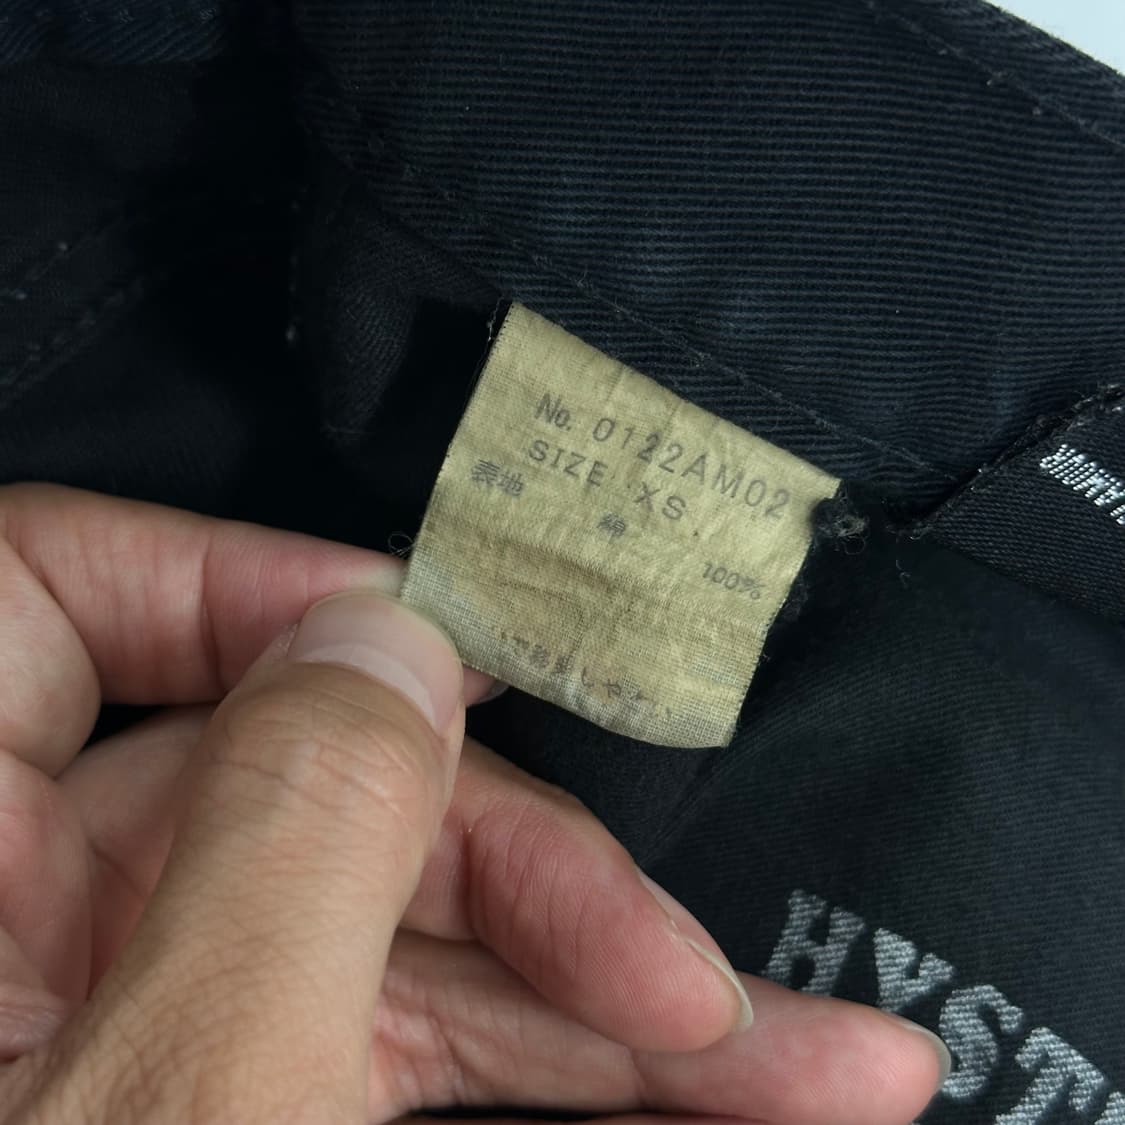 No. 0122AM02
SIZE XS
表地
綿 100%
HYST